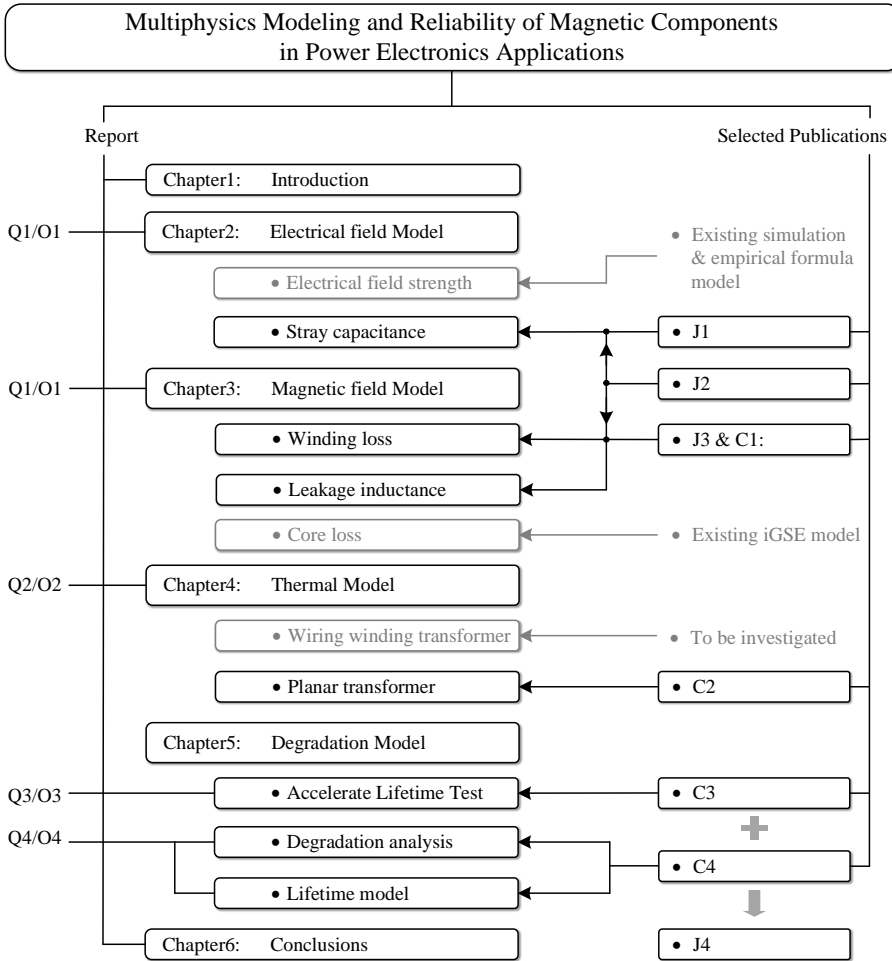 Multiphysics Modeling and Reliability of Magnetic Components
in Power Electronics Applications
Report
Selected Publications
Chapter1: Introduction
Q1/O1
Chapter2: Electrical field Model
• Existing simulation
& empirical formula
model
• Electrical field strength
• Stray capacitance
• J1
Q1/O1
Chapter3: Magnetic field Model
• J2
• Winding loss
• J3 & C1:
• Leakage inductance
• Core loss
• Existing iGSE model
Q2/O2
Chapter4: Thermal Model
• Wiring winding transformer
• To be investigated
• Planar transformer
• C2
Chapter5: Degradation Model
Q3/O3
• Accelerate Lifetime Test
• C3
Q4/O4
• Degradation analysis
• C4
• Lifetime model
Chapter6: Conclusions
• J4